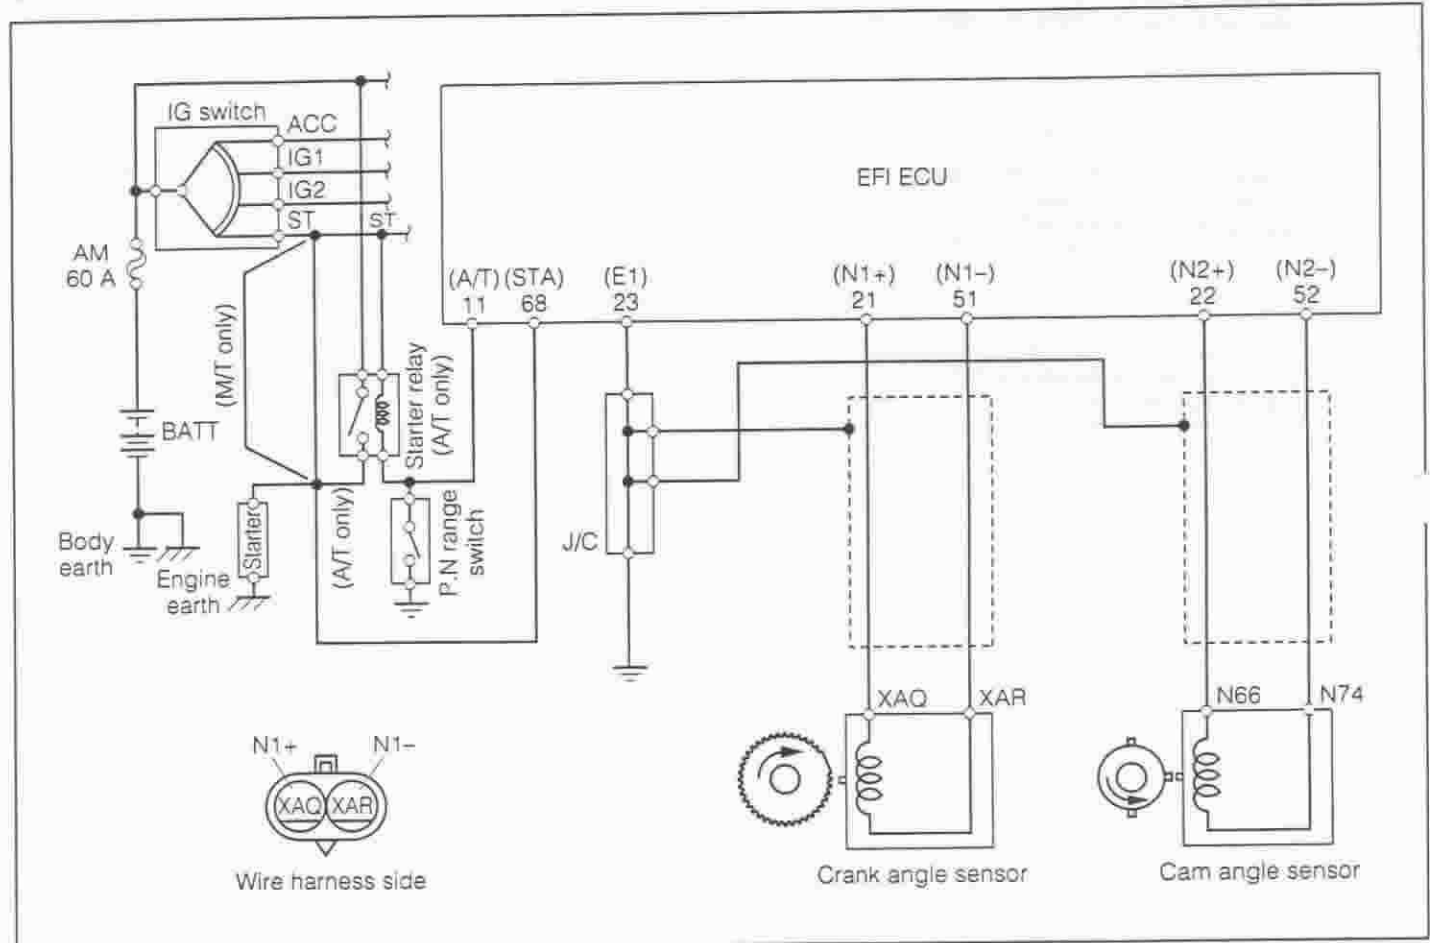 IG switch
ACC
IG1
IG2
ST
ST
AM
60 A
BATT
Body
earth
Engine
earth
Starter
(M/T only)
(A/T only)
Starter relay
(A/T only)
P.N range
switch
EFI ECU
(A/T)
11
(STA)
68
(E1)
23
(N1+)
21
(N1−)
51
(N2+)
22
(N2−)
52
J/C
XAQ
XAR
N66
N74
Crank angle sensor
Cam angle sensor
N1+
N1−
XAQ
XAR
Wire harness side